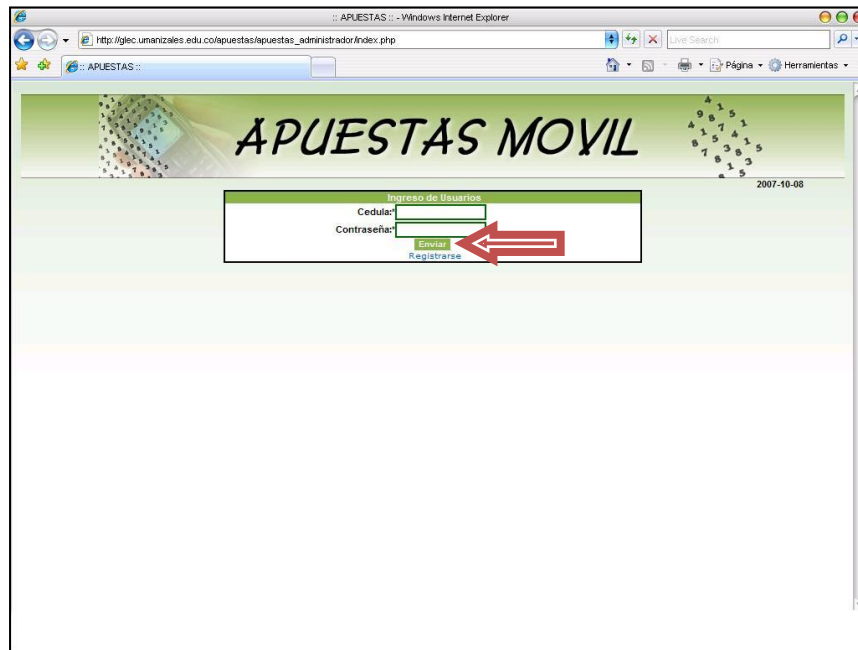 :: APUESTAS :: - Windows Internet Explorer
http://glec.umanizales.edu.co/apuestas/apuestas_administrador/index.php
Live Search
:: APUESTAS ::
Página
Herramientas
APUESTAS MOVIL
2007-10-08
Ingreso de Usuarios
Cedula:*
Contraseña:*
Enviar
Registrarse